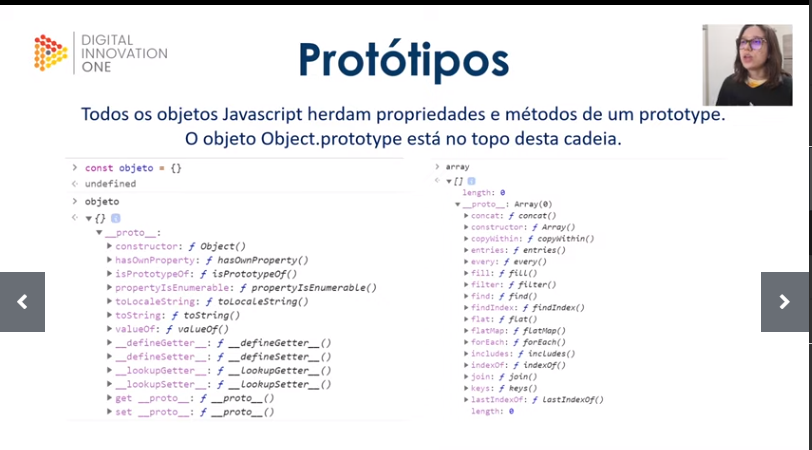 DIGITAL
INNOVATION
ONE
Protótipos
Todos os objetos Javascript herdam propriedades e métodos de um prototype.
O objeto Object.prototype está no topo desta cadeia.
> const objeto = {}
< undefined
> objeto
< ▼{} i
▼__proto__:
▶constructor: ƒ Object()
▶hasOwnProperty: ƒ hasOwnProperty()
▶isPrototypeOf: ƒ isPrototypeOf()
▶propertyIsEnumerable: ƒ propertyIsEnumerable()
▶toLocaleString: ƒ toLocaleString()
▶toString: ƒ toString()
▶valueOf: ƒ valueOf()
▶__defineGetter__: ƒ __defineGetter__()
▶__defineSetter__: ƒ __defineSetter__()
▶__lookupGetter__: ƒ __lookupGetter__()
▶__lookupSetter__: ƒ __lookupSetter__()
▶get __proto__: ƒ __proto__()
▶set __proto__: ƒ __proto__()
> array
< ▼[] i
length: 0
▼__proto__: Array(0)
▶concat: ƒ concat()
▶constructor: ƒ Array()
▶copyWithin: ƒ copyWithin()
▶entries: ƒ entries()
▶every: ƒ every()
▶fill: ƒ fill()
▶filter: ƒ filter()
▶find: ƒ find()
▶findIndex: ƒ findIndex()
▶flat: ƒ flat()
▶flatMap: ƒ flatMap()
▶forEach: ƒ forEach()
▶includes: ƒ includes()
▶indexOf: ƒ indexOf()
▶join: ƒ join()
▶keys: ƒ keys()
▶lastIndexOf: ƒ lastIndexOf()
length: 0